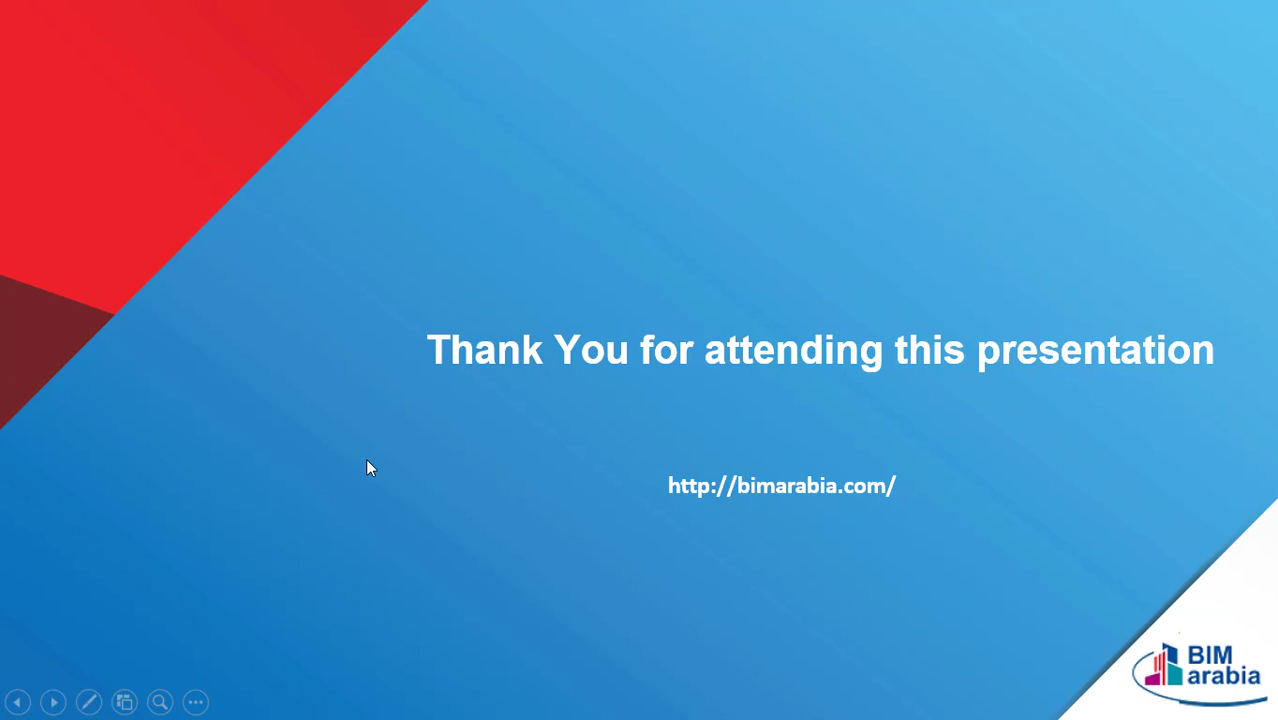 Thank You for attending this presentation
http://bimarabia.com/
BIM
arabia